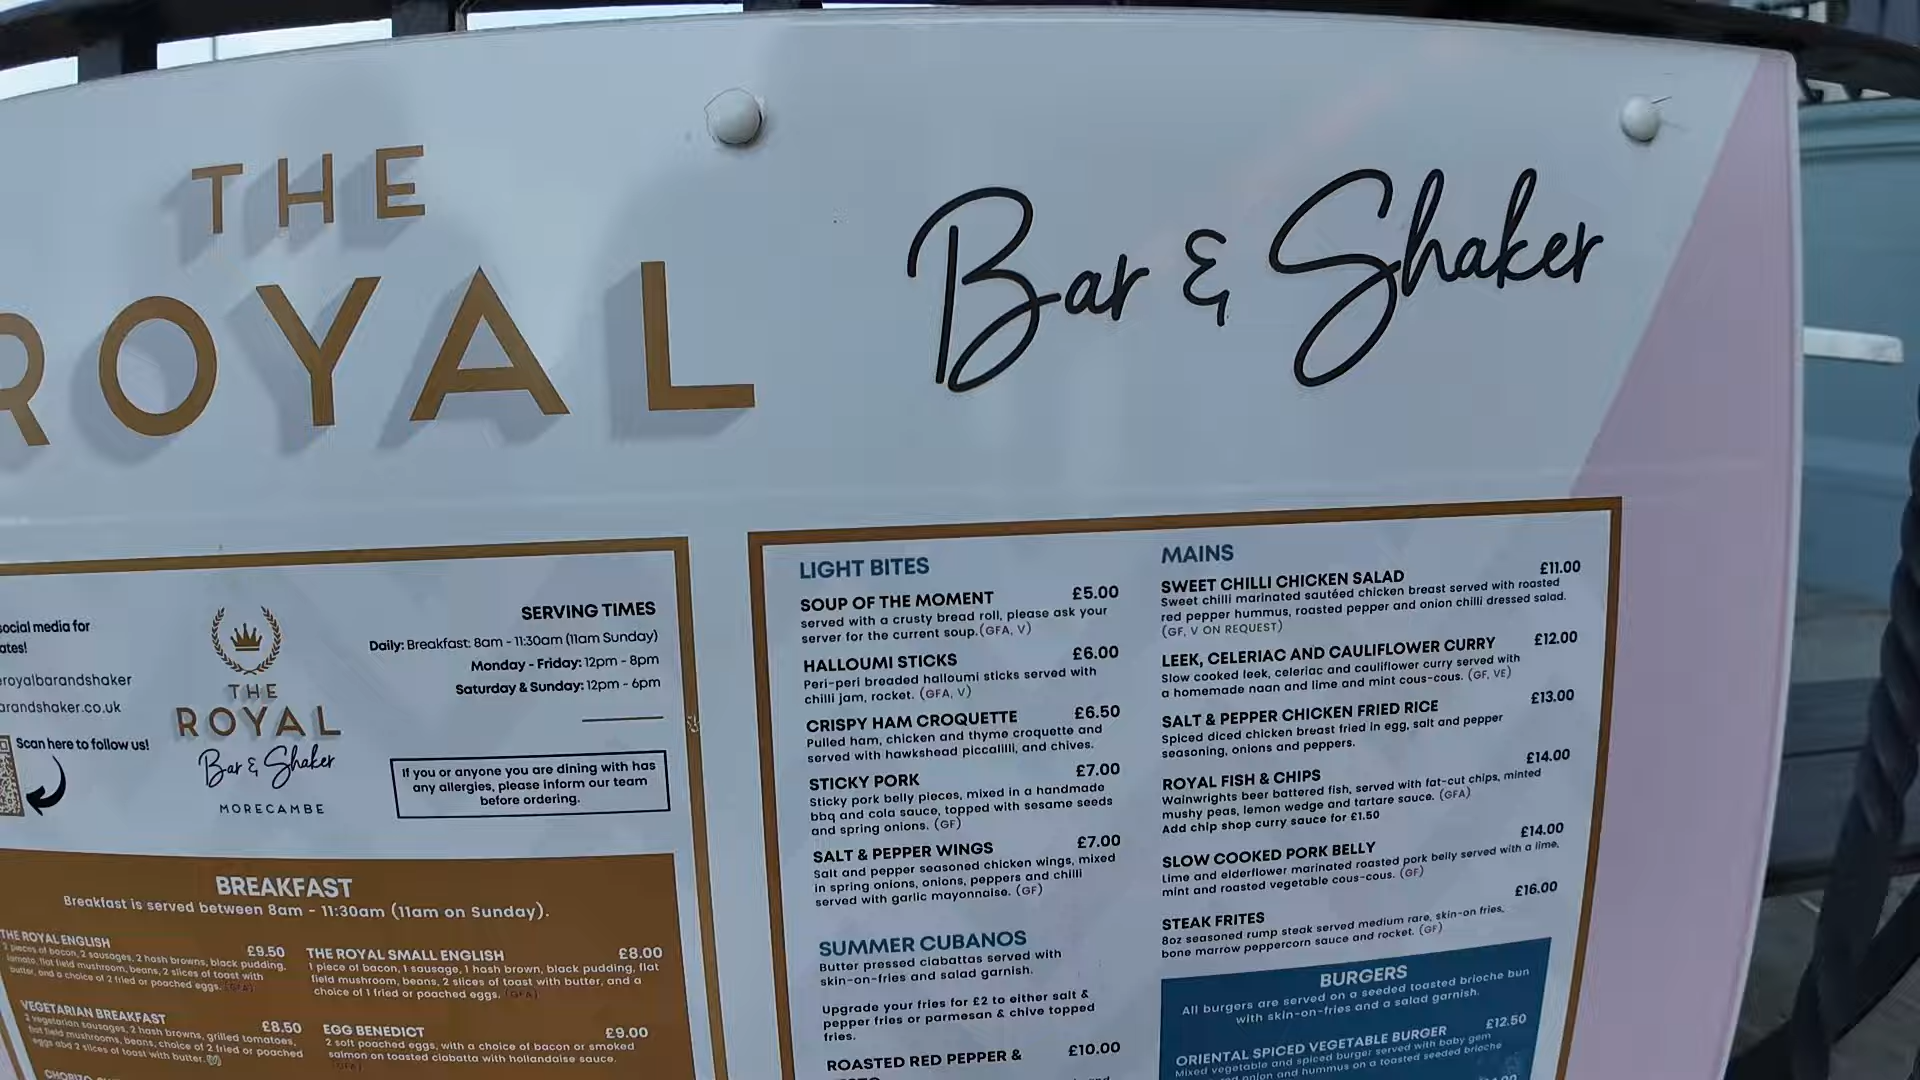 THE
ROYAL
Bar & Shaker
social media for
royalbarandshaker
Scan here to follow us!
THE
ROYAL
Bar & Shaker
MORECAMBE
SERVING TIMES
Daily: Breakfast: 8am - 11:30am (11am Sunday)
Monday - Friday: 12pm - 8pm
Saturday & Sunday: 12pm - 6pm
If you or anyone you are dining with has
any allergies, please inform our team
before ordering.
BREAKFAST
Breakfast is served between 8am - 11:30am (11am on Sunday).
THE ROYAL ENGLISH £9.50
2 pieces of bacon, 2 sausages, 2 hash browns, black pudding,
tomato, flat field mushroom, beans, 2 slices of toast with
butter, and a choice of 2 fried or poached eggs. (GFA)
VEGETARIAN BREAKFAST £8.50
2 vegetarian sausages, 2 hash browns, grilled tomatoes,
flat field mushrooms, beans, choice of 2 fried or poached
eggs abd 2 slices of toast with butter. (V)
THE ROYAL SMALL ENGLISH £8.00
1 piece of bacon, 1 sausage, 1 hash brown, black pudding, flat
field mushroom, beans, 2 slices of toast with butter, and a
choice of 1 fried or poached eggs. (GFA)
EGG BENEDICT £9.00
2 soft poached eggs, with a choice of bacon or smoked
salmon on toasted ciabatta with hollandaise sauce.
(GFA)
LIGHT BITES
SOUP OF THE MOMENT £5.00
served with a crusty bread roll, please ask your
server for the current soup.(GFA, V)
HALLOUMI STICKS £6.00
Peri-peri breaded halloumi sticks served with
chilli jam, rocket. (GFA, V)
CRISPY HAM CROQUETTE £6.50
Pulled ham, chicken and thyme croquette and
served with hawkshead piccalilli, and chives.
STICKY PORK £7.00
Sticky pork belly pieces, mixed in a handmade
bbq and cola sauce, topped with sesame seeds
and spring onions. (GF)
SALT & PEPPER WINGS £7.00
Salt and pepper seasoned chicken wings, mixed
in spring onions, onions, peppers and chilli
served with garlic mayonnaise. (GF)
SUMMER CUBANOS
Butter pressed ciabattas served with
skin-on-fries and salad garnish.
Upgrade your fries for £2 to either salt &
pepper fries or parmesan & chive topped
fries.
ROASTED RED PEPPER & £10.00
MAINS
SWEET CHILLI CHICKEN SALAD £11.00
Sweet chilli marinated sautéed chicken breast served with roasted
red pepper hummus, roasted pepper and onion chilli dressed salad.
(GF, V ON REQUEST)
LEEK, CELERIAC AND CAULIFLOWER CURRY £12.00
Slow cooked leek, celeriac and cauliflower curry served with
a homemade naan and lime and mint cous-cous. (GF, VE)
SALT & PEPPER CHICKEN FRIED RICE £13.00
Spiced diced chicken breast fried in egg, salt and pepper
seasoning, onions and peppers.
ROYAL FISH & CHIPS £14.00
Wainwrights beer battered fish, served with fat-cut chips, minted
mushy peas, lemon wedge and tartare sauce. (GFA)
Add chip shop curry sauce for £1.50
SLOW COOKED PORK BELLY £14.00
Lime and elderflower marinated roasted pork belly served with a lime,
mint and roasted vegetable cous-cous. (GF)
STEAK FRITES £16.00
8oz seasoned rump steak served medium rare, skin-on fries,
bone marrow peppercorn sauce and rocket. (GF)
BURGERS
All burgers are served on a seeded toasted brioche bun
with skin-on-fries and a salad garnish.
ORIENTAL SPICED VEGETABLE BURGER £12.50
Mixed vegetable and spiced burger served with baby gem
onion and hummus on a toasted seeded brioche